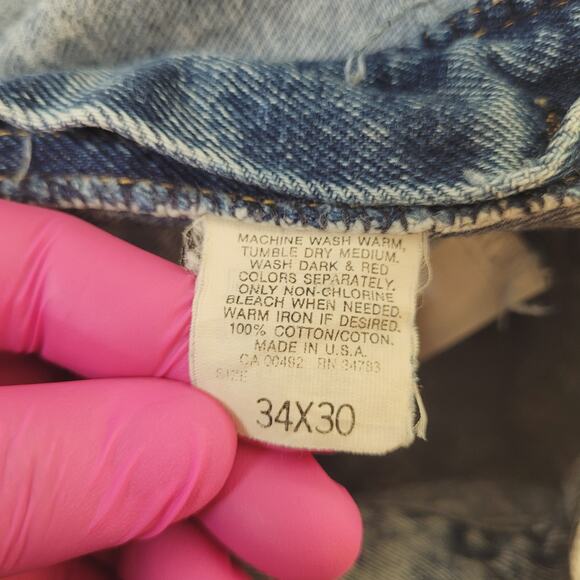 MACHINE WASH WARM,
TUMBLE DRY MEDIUM.
WASH DARK & RED
COLORS SEPARATELY.
ONLY NON-CHLORINE
BLEACH WHEN NEEDED.
WARM IRON IF DESIRED.
100% COTTON/COTON.
MADE IN U.S.A.
CA 00492 RN 34783
SIZE
34X30